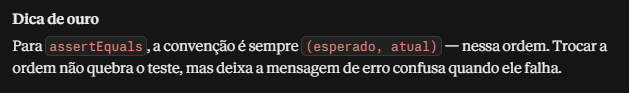 Dica de ouro
Para assertEquals, a convenção é sempre (esperado, atual) — nessa ordem. Trocar a
ordem não quebra o teste, mas deixa a mensagem de erro confusa quando ele falha.